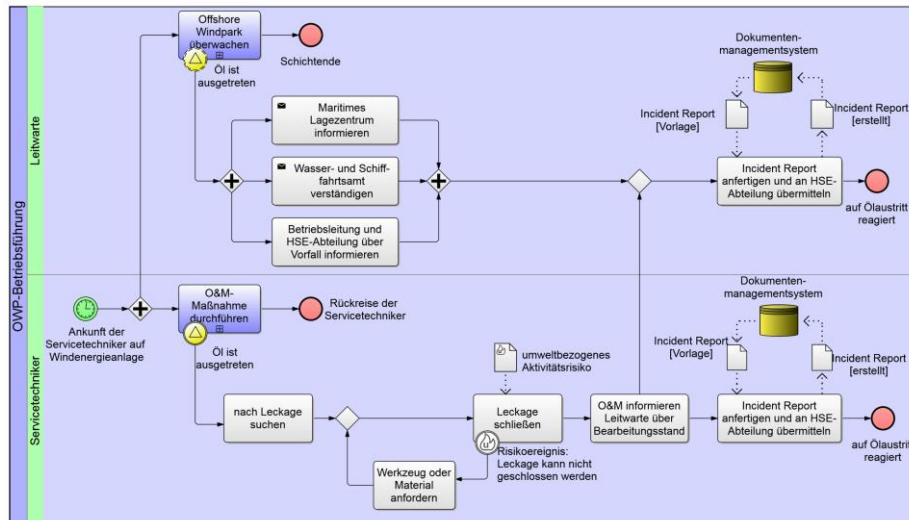 OWP-Betriebsführung
Leitwarte
Offshore
Windpark
überwachen
Schichtende
Öl ist
ausgetreten
Maritimes
Lagezentrum
informieren
Wasser- und Schiff-
fahrtsamt
verständigen
Betriebsleitung und
HSE-Abteilung über
Vorfall informieren
Dokumenten-
managementsystem
Incident Report
[Vorlage]
Incident Report
[erstellt]
Incident Report
anfertigen und an HSE-
Abteilung übermitteln
auf Ölaustritt
reagiert
Servicetechniker
Ankunft der
Servicetechniker auf
Windenergieanlage
O&M-
Maßnahme
durchführen
Rückreise der
Servicetechniker
Öl ist
ausgetreten
nach Leckage
suchen
umweltbezogenes
Aktivitätsrisiko
Leckage
schließen
Risikoereignis:
Leckage kann nicht
geschlossen werden
Werkzeug oder
Material
anfordern
O&M informieren
Leitwarte über
Bearbeitungsstand
Dokumenten-
managementsystem
Incident Report
[Vorlage]
Incident Report
[erstellt]
Incident Report
anfertigen und an HSE-
Abteilung übermitteln
auf Ölaustritt
reagiert